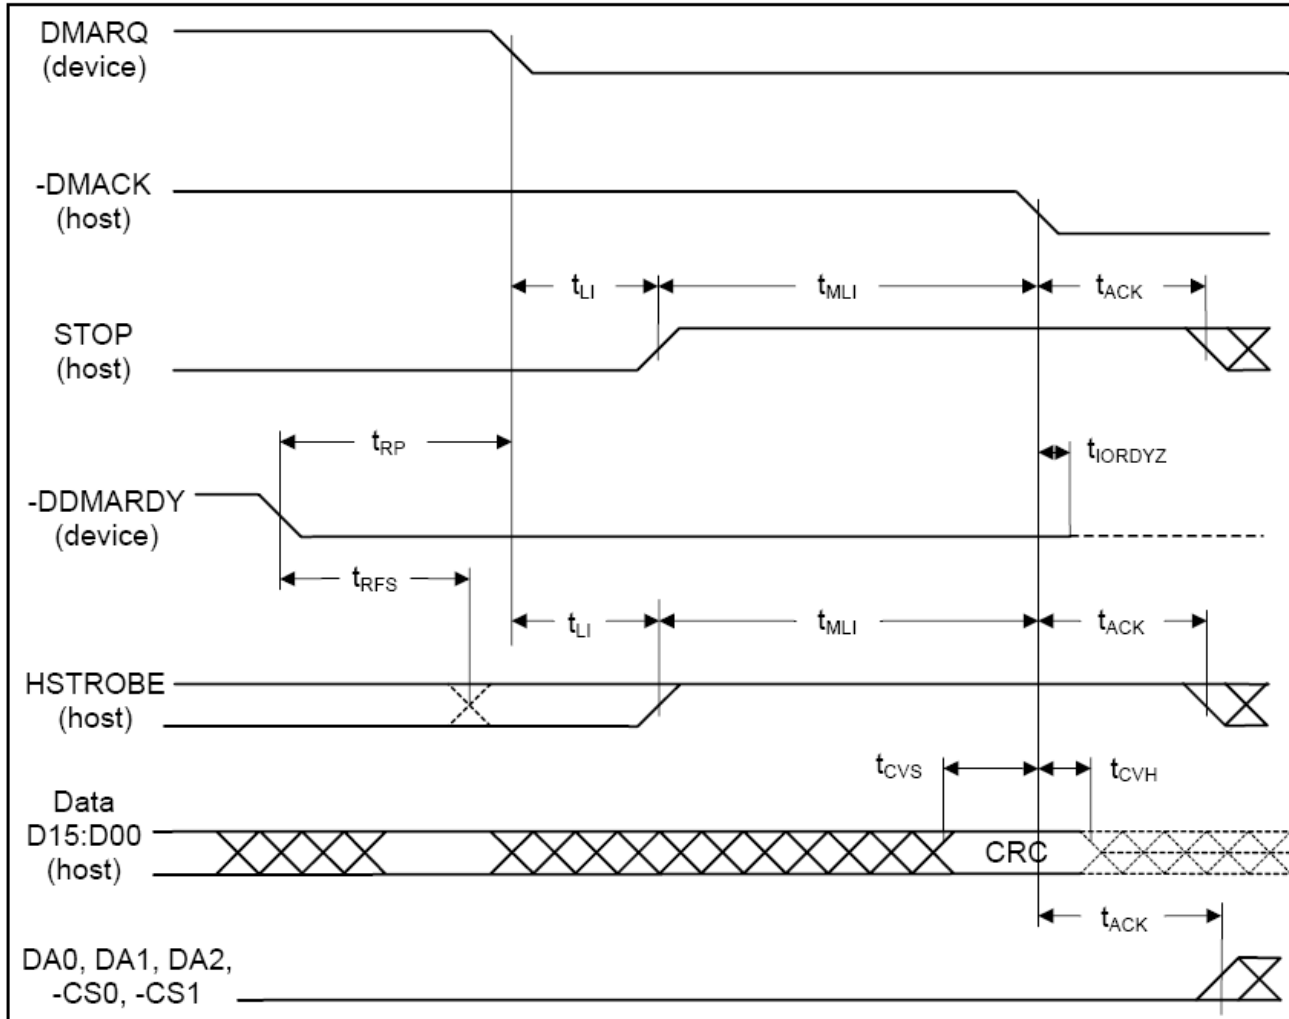 DMARQ
(device)
-DMACK
(host)
tLI
tMLI
tACK
STOP
(host)
tRP
tIORDYZ
-DDMARDY
(device)
tRFS
tLI
tMLI
tACK
HSTROBE
(host)
tCVS
tCVH
Data
D15:D00
(host)
CRC
tACK
DA0, DA1, DA2,
-CS0, -CS1